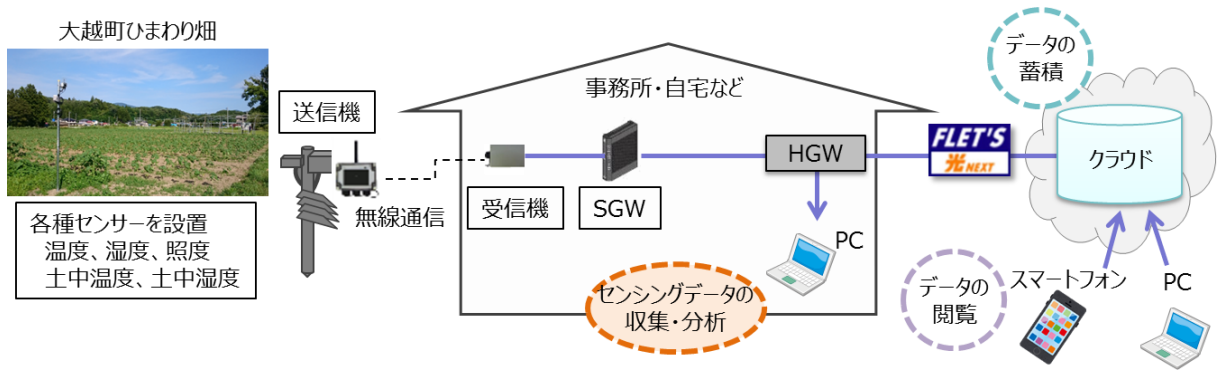 大越町ひまわり畑
各種センサーを設置
温度、湿度、照度
土中温度、土中湿度
送信機
無線通信
事務所・自宅など
受信機
SGW
HGW
PC
センシングデータの
収集・分析
FLET'S
光 NEXT
データの
蓄積
クラウド
データの
閲覧
スマートフォン
PC